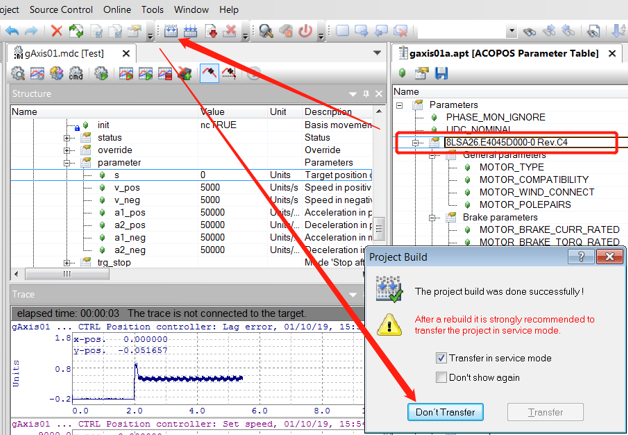 Source Control Online Tools Window Help
gAxis01.mdc [Test]
gaxis01a.apt [ACOPOS Parameter Table]
Structure
Name Value Unit Description
init ncTRUE Basis movemen
status Status
override Override
parameter Parameters
s 0 Units Target position o
v_pos 5000 Units/s Speed in positive
v_neg 5000 Units/s Speed in negativ
a1_pos 50000 Units/... Acceleration in p
a2_pos 50000 Units/... Deceleration in p
a1_neg 50000 Units/... Acceleration in n
a2_neg 50000 Units/... Deceleration in n
trg_stop Mode 'Stop afte
Name
Parameters
PHASE_MON_IGNORE
UDC_NOMINAL
8LSA26.E4045D000-0 Rev.C4
General parameters
MOTOR_TYPE
MOTOR_COMPATIBILITY
MOTOR_WIND_CONNECT
MOTOR_POLEPAIRS
Brake parameters
MOTOR_BRAKE_CURR_RATED
MOTOR_BRAKE_TORQ_RATED
Trace
elapsed time: 00:00:03 The trace is not connected to the target.
gAxis01 ... CTRL Position controller: Lag error, 01/10/19, 15:
1.8
x-pos. 0.000000
y-pos. -0.051657
0.8
Units
-0.2
0.0 2.0 4.0 6.0 8.0
gAxis01 ... CTRL Position controller: Set speed, 01/10/19, 15:5
Project Build
The project build was done successfully !
After a rebuild it is strongly recommended to
transfer the project in service mode.
Transfer in service mode
Don't show again
Don't Transfer
Transfer